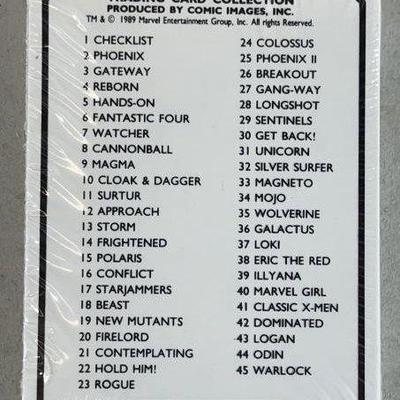 TRADING CARD COLLECTION
PRODUCED BY COMIC IMAGES, INC.
TM & © 1989 Marvel Entertainment Group, Inc. All rights Reserved.
1 CHECKLIST
2 PHOENIX
3 GATEWAY
4 REBORN
5 HANDS-ON
6 FANTASTIC FOUR
7 WATCHER
8 CANNONBALL
9 MAGMA
10 CLOAK & DAGGER
11 SURTUR
12 APPROACH
13 STORM
14 FRIGHTENED
15 POLARIS
16 CONFLICT
17 STARJAMMERS
18 BEAST
19 NEW MUTANTS
20 FIRELORD
21 CONTEMPLATING
22 HOLD HIM!
23 ROGUE
24 COLOSSUS
25 PHOENIX II
26 BREAKOUT
27 GANG-WAY
28 LONGSHOT
29 SENTINELS
30 GET BACK!
31 UNICORN
32 SILVER SURFER
33 MAGNETO
34 MOJO
35 WOLVERINE
36 GALACTUS
37 LOKI
38 ERIC THE RED
39 ILLYANA
40 MARVEL GIRL
41 CLASSIC X-MEN
42 DOMINATED
43 LOGAN
44 ODIN
45 WARLOCK